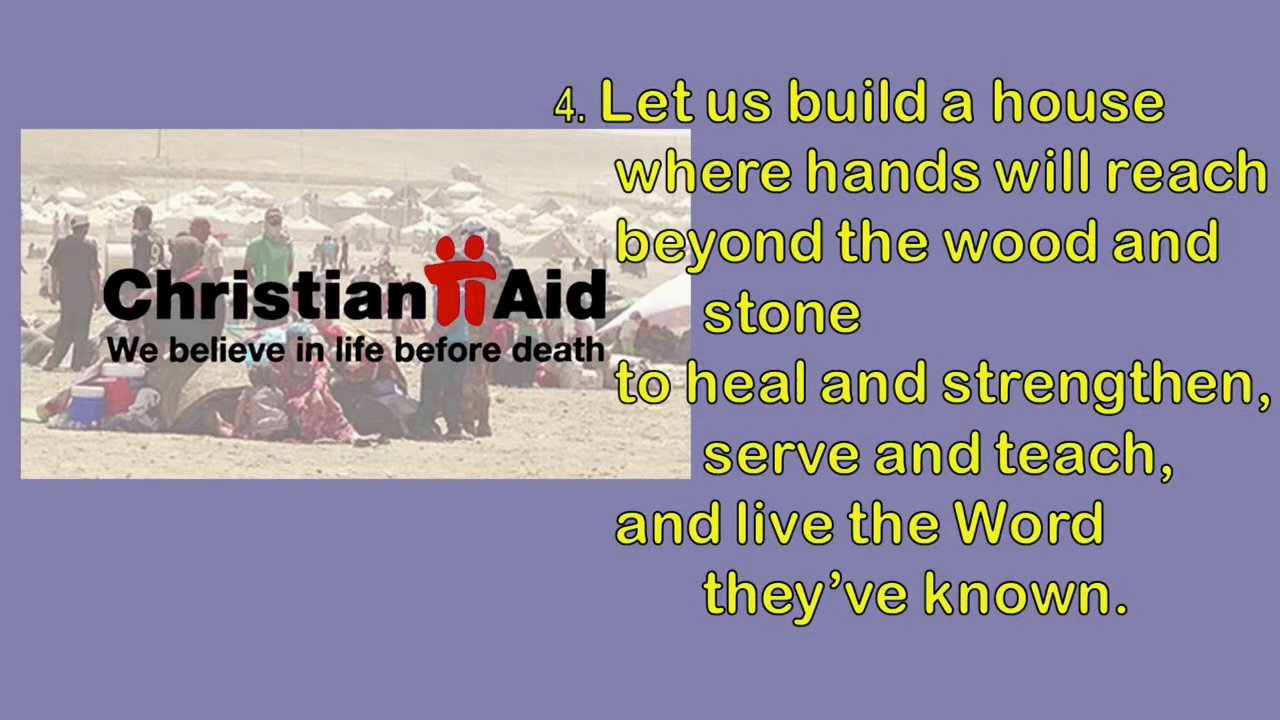 Christian Aid
We believe in life before death
4. Let us build a house
where hands will reach
beyond the wood and
stone
to heal and strengthen,
serve and teach,
and live the Word
they’ve known.